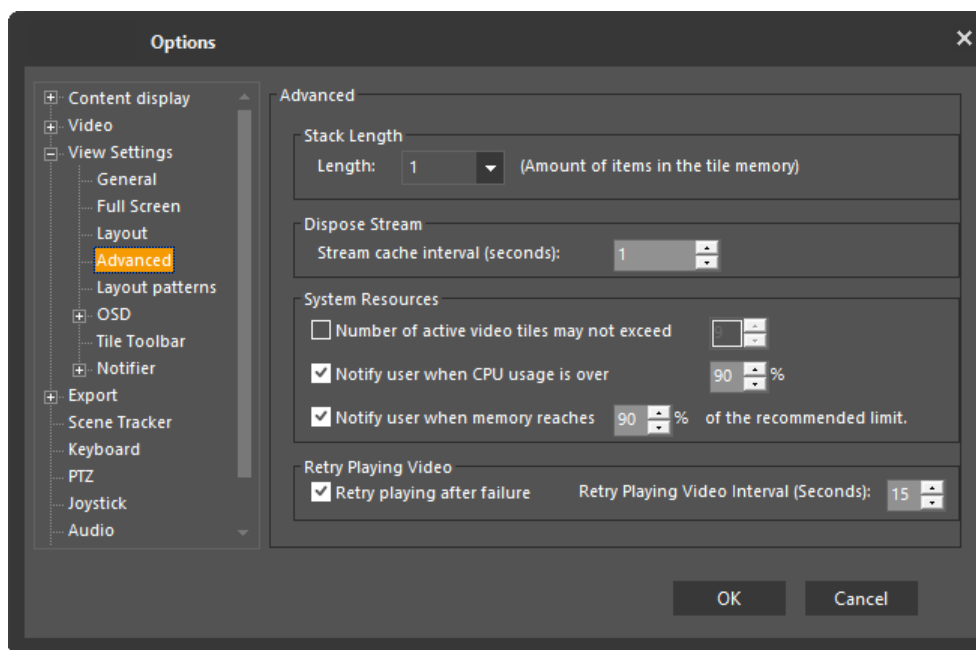 Options
Content display
Video
View Settings
General
Full Screen
Layout
Advanced
Layout patterns
OSD
Tile Toolbar
Notifier
Export
Scene Tracker
Keyboard
PTZ
Joystick
Audio
Advanced
Stack Length
Length: 1 (Amount of items in the tile memory)
Dispose Stream
Stream cache interval (seconds): 1
System Resources
Number of active video tiles may not exceed 9
Notify user when CPU usage is over 90 %
Notify user when memory reaches 90 % of the recommended limit.
Retry Playing Video
Retry playing after failure Retry Playing Video Interval (Seconds): 15
OK Cancel